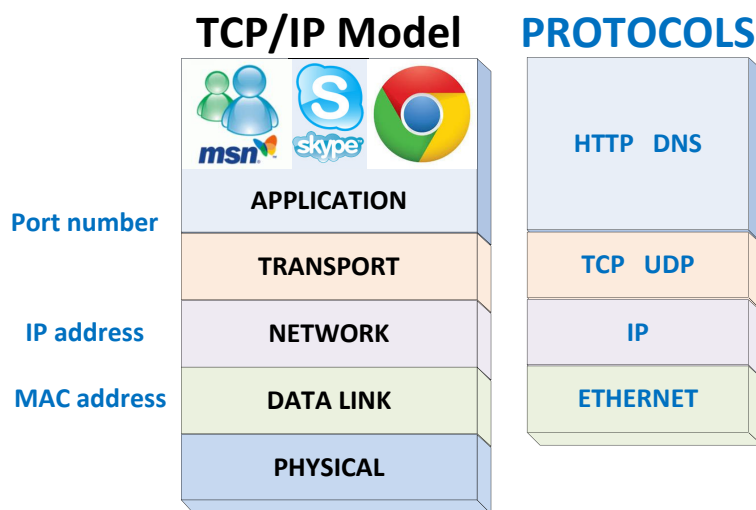 TCP/IP Model PROTOCOLS
msn
S
skype
HTTP DNS
APPLICATION
Port number
TRANSPORT
TCP UDP
IP address
NETWORK
IP
MAC address
DATA LINK
ETHERNET
PHYSICAL